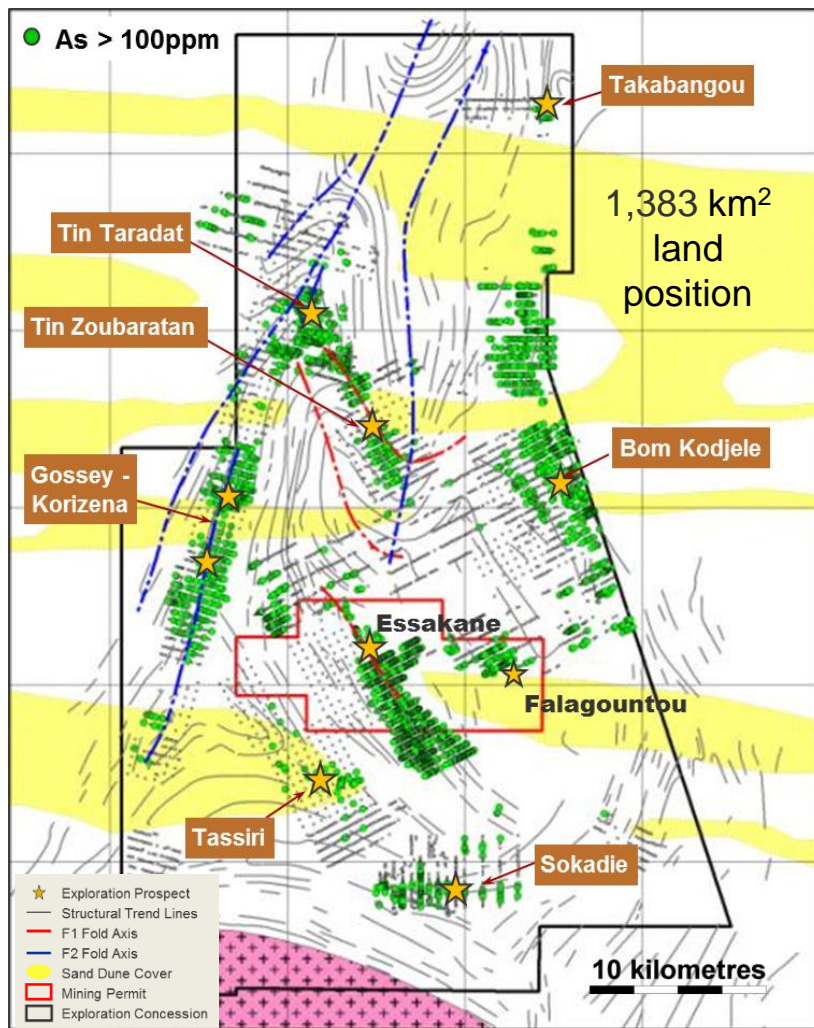 As > 100ppm
Takabangou
1,383 km²
land
position
Tin Taradat
Tin Zoubaratan
Bom Kodjele
Gossey -
Korizena
Essakane
Falagountou
Tassiri
Sokadie
Exploration Prospect
Structural Trend Lines
F1 Fold Axis
F2 Fold Axis
Sand Dune Cover
Mining Permit
Exploration Concession
10 kilometres